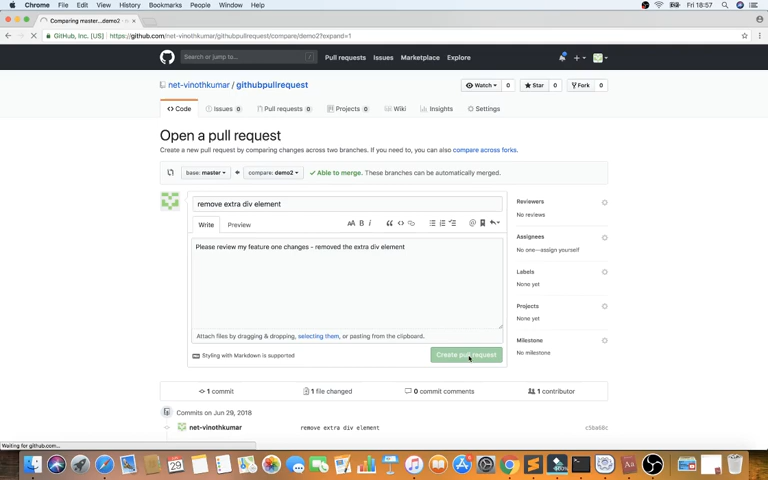 Chrome File Edit View History Bookmarks People Window Help
Fri 18:57
Comparing master...demo2
GitHub, Inc. [US] https://github.com/net-vinothkumar/githubpullrequest/compare/demo2?expand=1
Search or jump to... / Pull requests Issues Marketplace Explore
net-vinothkumar / githubpullrequest
Watch 0 Star 0 Fork 0
Code Issues 0 Pull requests 0 Projects 0 Wiki Insights Settings
Open a pull request
Create a new pull request by comparing changes across two branches. If you need to, you can also compare across forks.
base: master compare: demo2 Able to merge. These branches can be automatically merged.
remove extra div element
Write Preview
AA B i
Please review my feature one changes - removed the extra div element
Attach files by dragging & dropping, selecting them, or pasting from the clipboard.
Styling with Markdown is supported
Create pull request
Reviewers
No reviews
Assignees
No one—assign yourself
Labels
None yet
Projects
None yet
Milestone
No milestone
1 commit 1 file changed 0 commit comments 1 contributor
Commits on Jun 29, 2018
net-vinothkumar remove extra div element
Waiting for github.com...
29